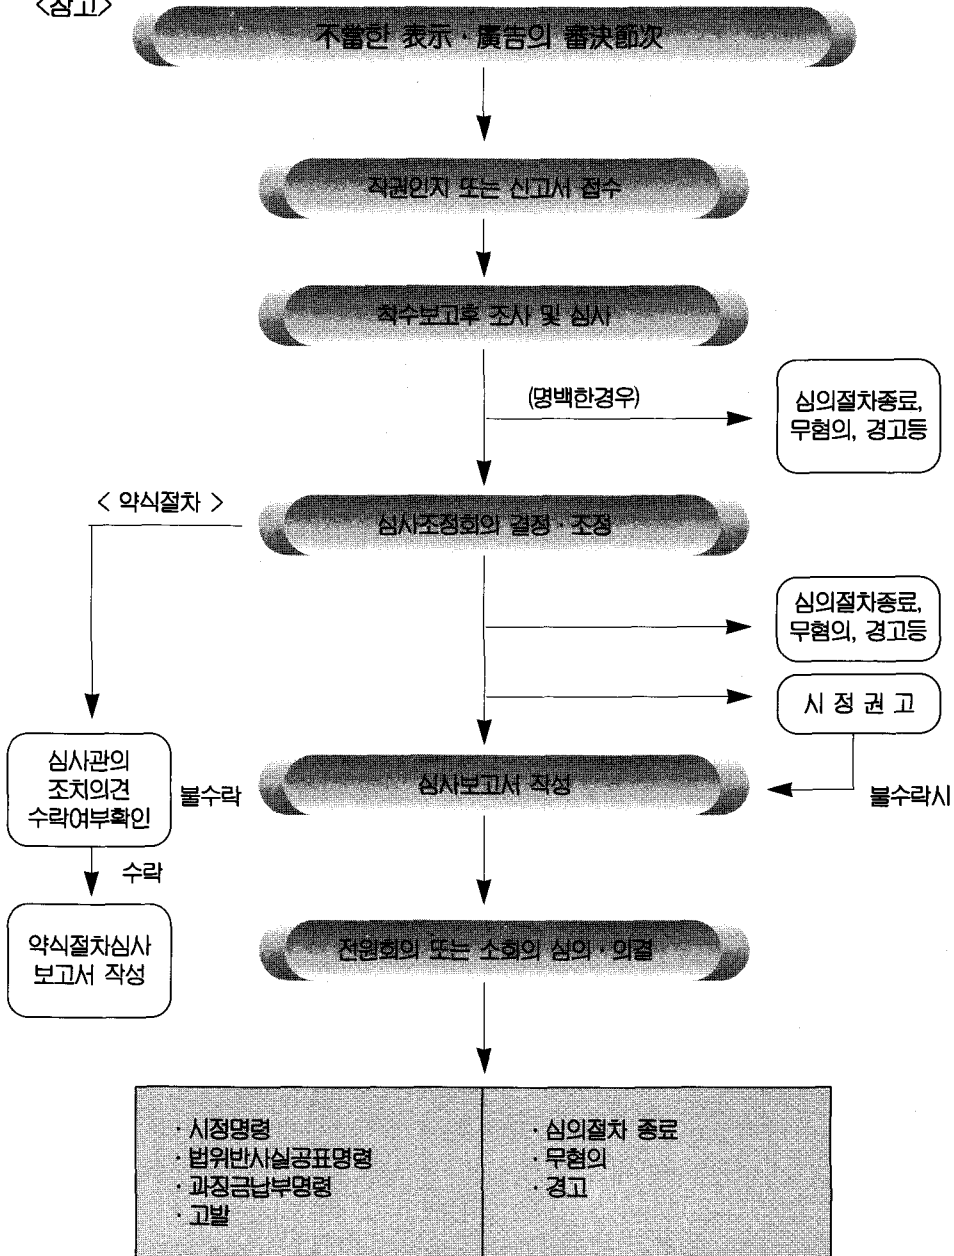 <참고>
不當한 表示·廣告의 審決節次
직권인지 또는 신고서 접수
착수보고후 조사 및 심사
(명백한경우)
심의절차종료,
무혐의, 경고등
< 약식절차 >
심사조정회의 결정·조정
심의절차종료,
무혐의, 경고등
시 정 권 고
심사관의
조치의견
수락여부확인
불수락
심사보고서 작성
불수락시
수락
약식절차심사
보고서 작성
전원회의 또는 소회의 심의·의결
· 시정명령
· 법위반사실공표명령
· 과징금납부명령
· 고발
· 심의절차 종료
· 무혐의
· 경고